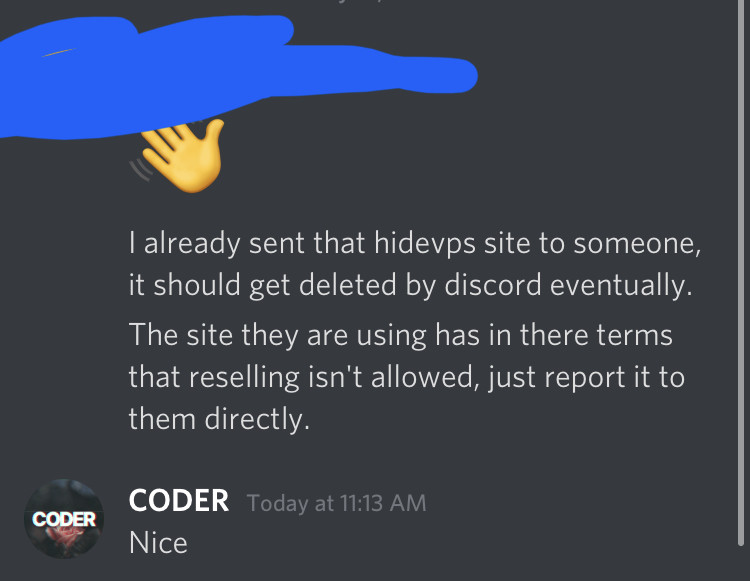 I already sent that hidevps site to someone,
it should get deleted by discord eventually.
The site they are using has in there terms
that reselling isn't allowed, just report it to
them directly.
CODER
CODER Today at 11:13 AM
Nice